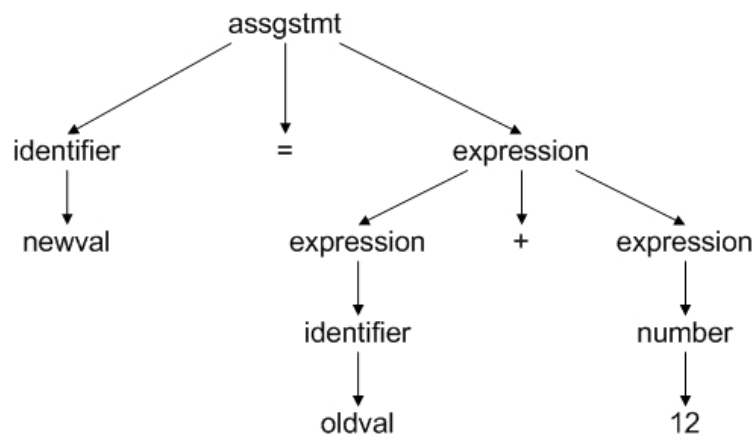 assgstmt
identifier = expression
newval expression + expression
identifier number
oldval 12